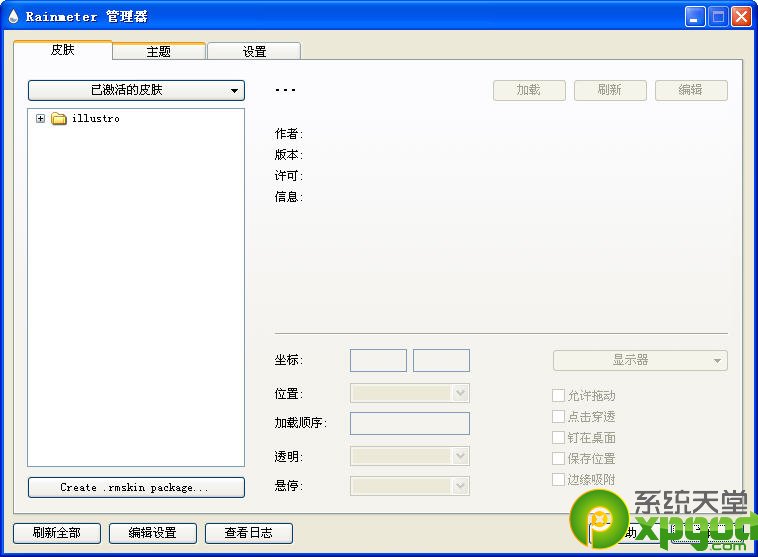 Rainmeter 管理器
皮肤 主题 设置
已激活的皮肤 --- 加载 刷新 编辑
illustro
作者:
版本:
许可:
信息:
坐标: 显示器
位置: 允许拖动
点击穿透
加载顺序: 钉在桌面
透明: 保存位置
悬停: 边缘吸附
Create .rmskin package...
刷新全部 编辑设置 查看日志 助
系统天堂
xpgod
.com